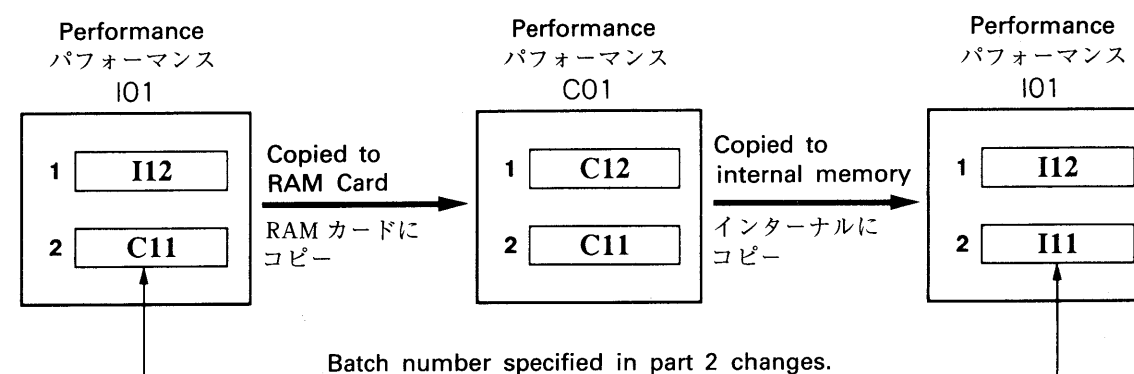 Performance
パフォーマンス
I01
1 I12
2 C11
Copied to
RAM Card
RAM カードに
コピー
Performance
パフォーマンス
C01
1 C12
2 C11
Copied to
internal memory
インターナルに
コピー
Performance
パフォーマンス
I01
1 I12
2 I11
Batch number specified in part 2 changes.